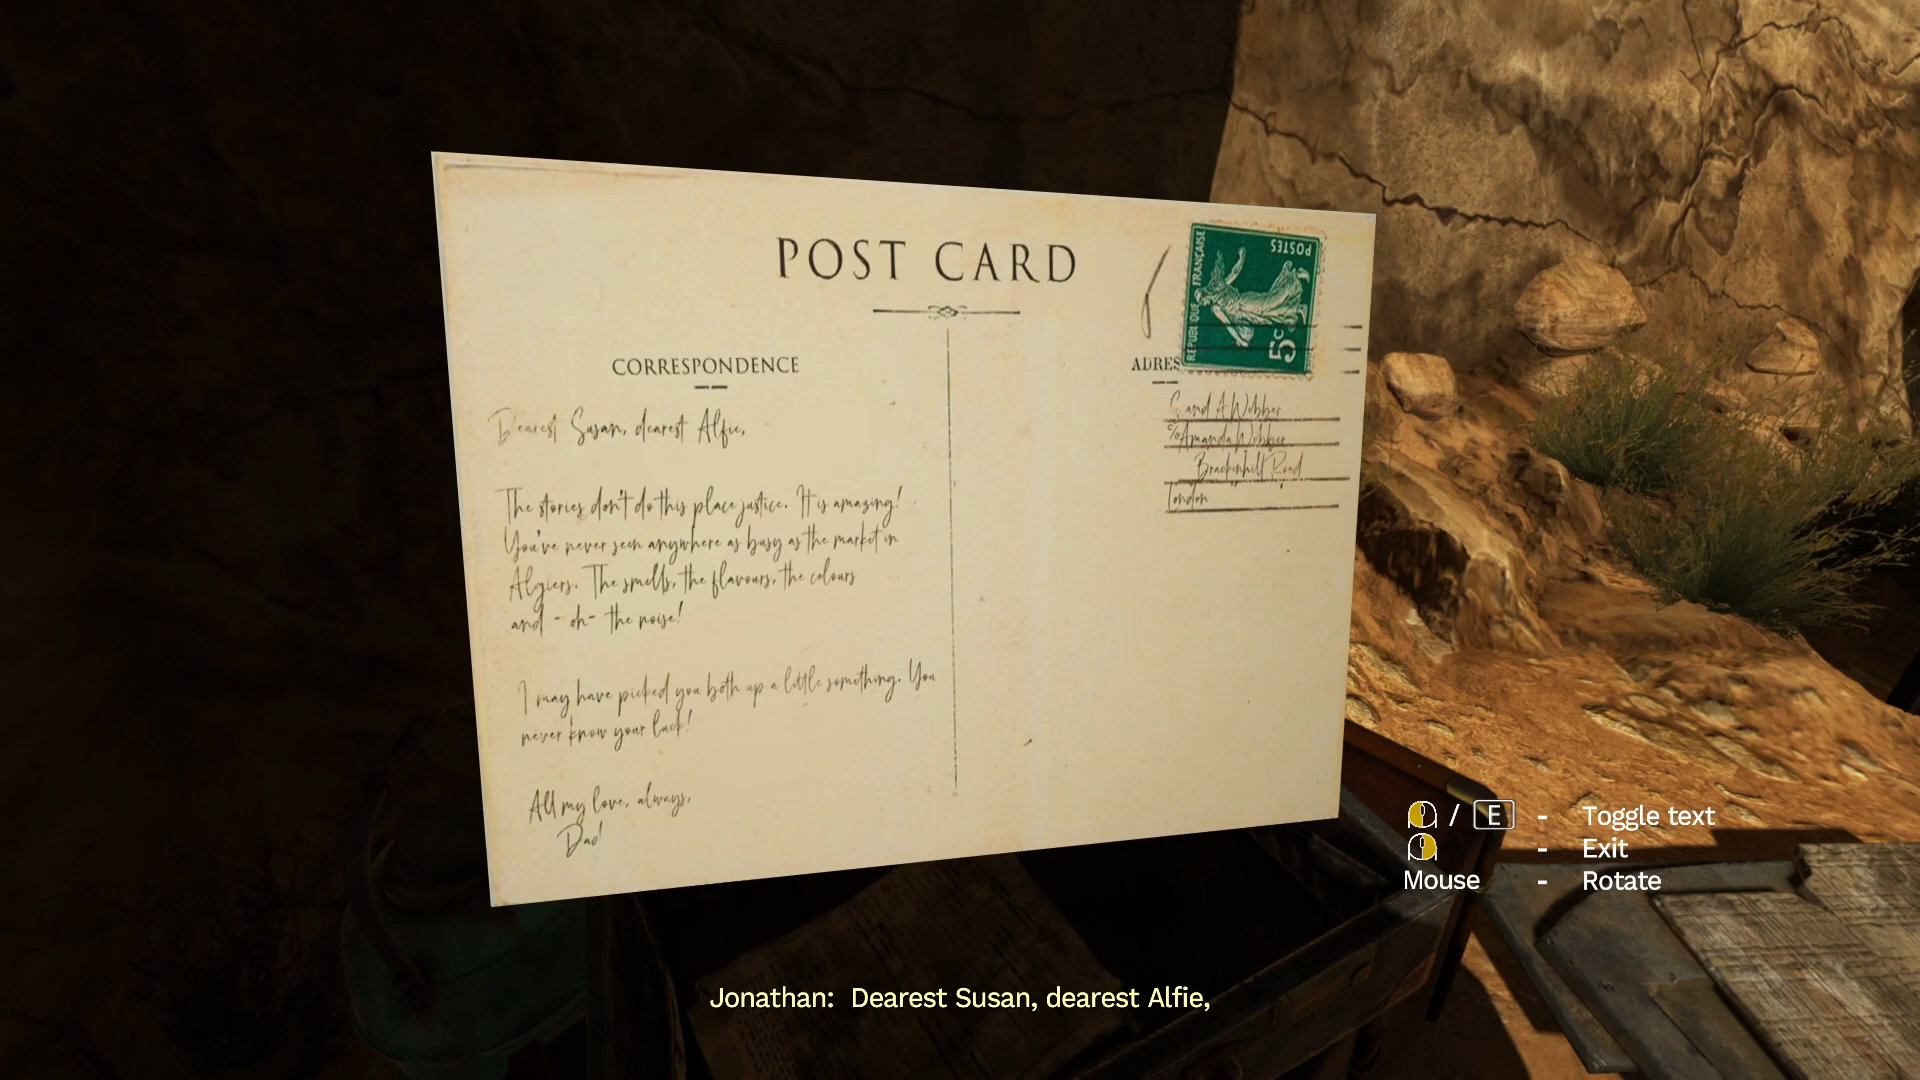 POST CARD
POSTES
REPUBLIQUE FRANÇAISE
5c
CORRESPONDENCE
ADRES
Dearest Susan, dearest Alfie,
The stories don't do this place justice. It is amazing!
You've never seen anywhere as busy as the market in
Algiers. The smells, the flavours, the colours
and - oh - the noise!
I may have picked you both up a little something. You
never know your luck!
All my love, always,
Dad
S. and A Webber
c/o Amanda Webber
Brackenhill Road
London
/ E - Toggle text
- Exit
Mouse - Rotate
Jonathan: Dearest Susan, dearest Alfie,